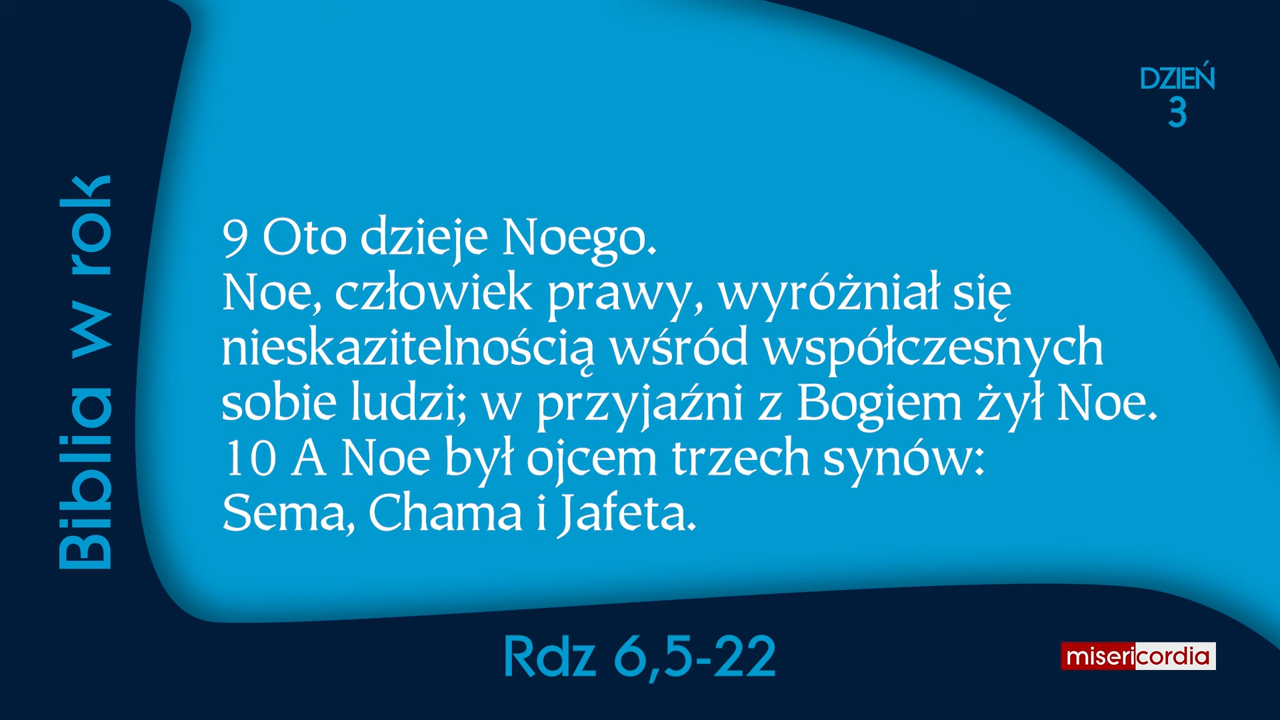 DZIEŃ
3
Biblia w rok
9 Oto dzieje Noego.
Noe, człowiek prawy, wyróżniał się
nieskazitelnością wśród współczesnych
sobie ludzi; w przyjaźni z Bogiem żył Noe.
10 A Noe był ojcem trzech synów:
Sema, Chama i Jafeta.
Rdz 6,5-22
misericordia